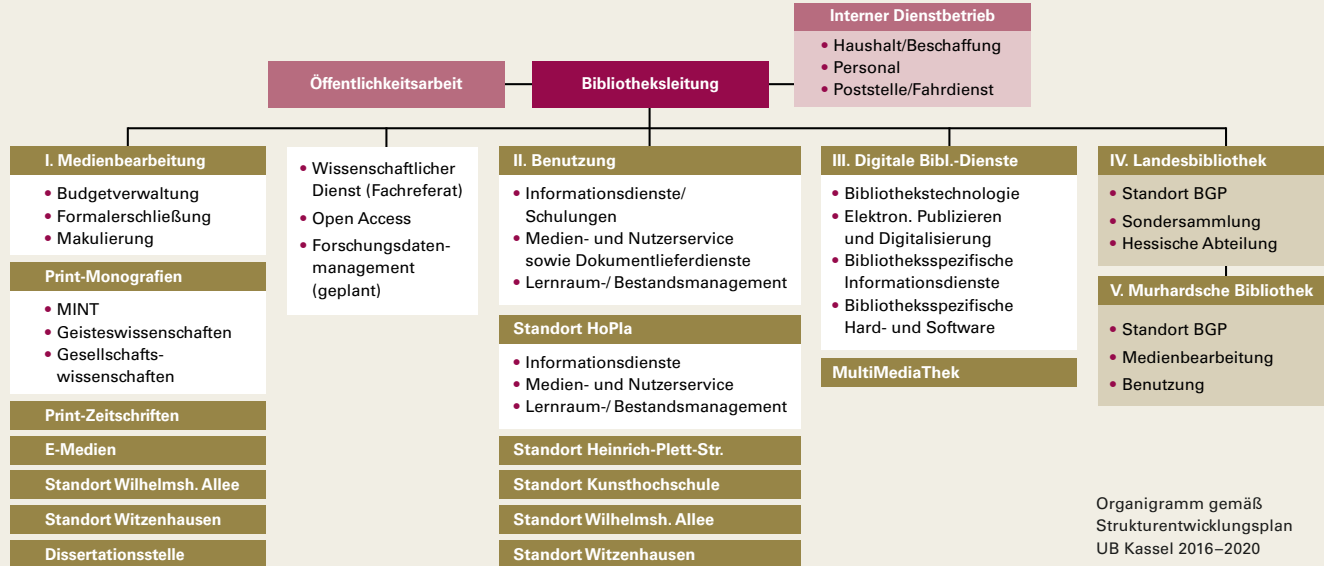 Interner Dienstbetrieb
• Haushalt/Beschaffung
• Personal
• Poststelle/Fahrdienst
Öffentlichkeitsarbeit
Bibliotheksleitung
I. Medienbearbeitung
• Budgetverwaltung
• Formalerschließung
• Makulierung
Print-Monografien
• MINT
• Geisteswissenschaften
• Gesellschafts-
wissenschaften
Print-Zeitschriften
E-Medien
Standort Wilhelmsh. Allee
Standort Witzenhausen
Dissertationsstelle
• Wissenschaftlicher
Dienst (Fachreferat)
• Open Access
• Forschungsdaten-
management
(geplant)
II. Benutzung
• Informationsdienste/
Schulungen
• Medien- und Nutzerservice
sowie Dokumentlieferdienste
• Lernraum-/ Bestandsmanagement
Standort HoPla
• Informationsdienste
• Medien- und Nutzerservice
• Lernraum-/ Bestandsmanagement
Standort Heinrich-Plett-Str.
Standort Kunsthochschule
Standort Wilhelmsh. Allee
Standort Witzenhausen
III. Digitale Bibl.-Dienste
• Bibliothekstechnologie
• Elektron. Publizieren
und Digitalisierung
• Bibliotheksspezifische
Informationsdienste
• Bibliotheksspezifische
Hard- und Software
MultiMediaThek
IV. Landesbibliothek
• Standort BGP
• Sondersammlung
• Hessische Abteilung
V. Murhardsche Bibliothek
• Standort BGP
• Medienbearbeitung
• Benutzung
Organigramm gemäß
Strukturentwicklungsplan
UB Kassel 2016–2020